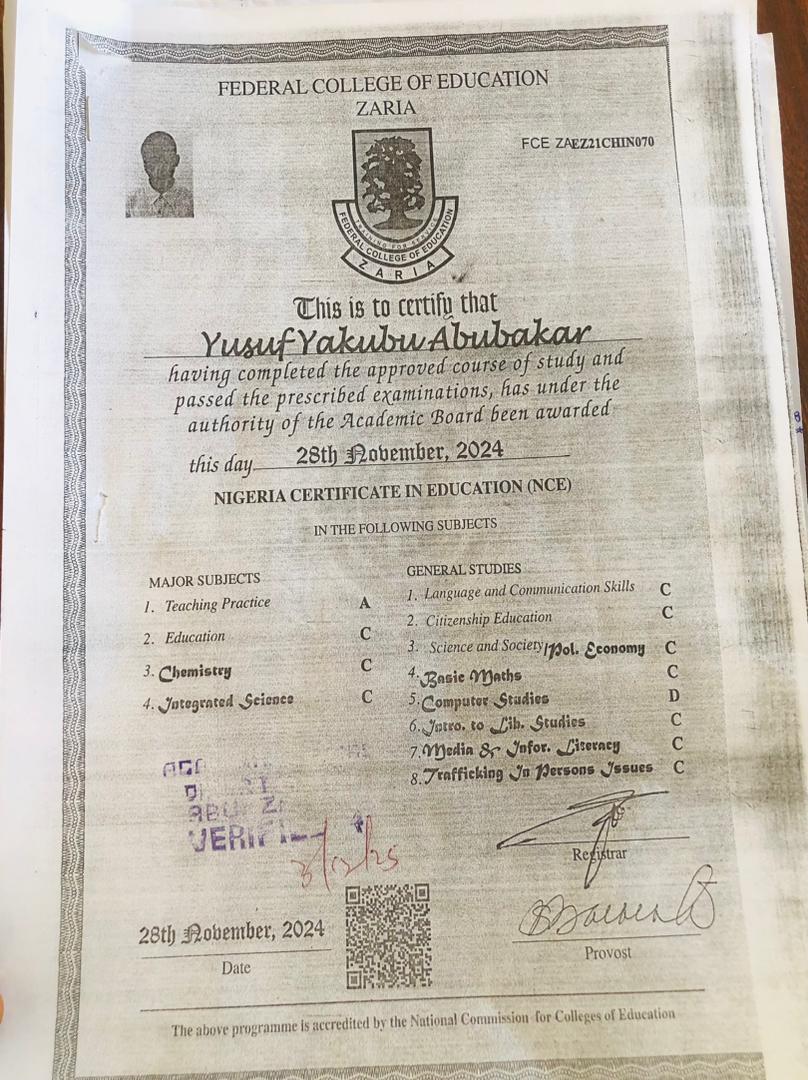 FEDERAL COLLEGE OF EDUCATION
ZARIA
FCE ZAEZ21CHIN070
TRAINING FOR SERVICE
FEDERAL COLLEGE OF EDUCATION
ZARIA
This is to certify that
Yusuf Yakubu Abubakar
having completed the approved course of study and
passed the prescribed examinations, has under the
authority of the Academic Board been awarded
this day 28th November, 2024
NIGERIA CERTIFICATE IN EDUCATION (NCE)
IN THE FOLLOWING SUBJECTS
MAJOR SUBJECTS
1. Teaching Practice A
2. Education C
3. Chemistry C
4. Integrated Science C
GENERAL STUDIES
1. Language and Communication Skills C
2. Citizenship Education C
3. Science and Society/Pol. Economy C
4. Basic Maths C
5. Computer Studies D
6. Intro. to Lib. Studies C
7. Media & Infor. Literacy C
8. Trafficking In Persons Issues C
3/12/25
Registrar
28th November, 2024
Date
Provost
The above programme is accredited by the National Commission for Colleges of Education